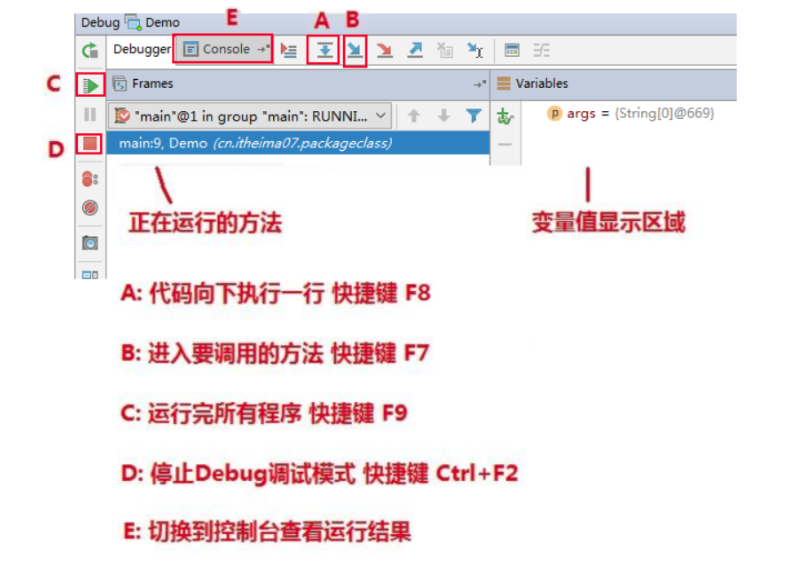 Debug Demo
E
A B
Debugger Console
C
Frames
Variables
"main"@1 in group "main": RUNNI...
args = {String[0]@669}
D
main:9, Demo (cn.itheima07.packageclass)
正在运行的方法
变量值显示区域
A: 代码向下执行一行 快捷键 F8
B: 进入要调用的方法 快捷键 F7
C: 运行完所有程序 快捷键 F9
D: 停止Debug调试模式 快捷键 Ctrl+F2
E: 切换到控制台查看运行结果